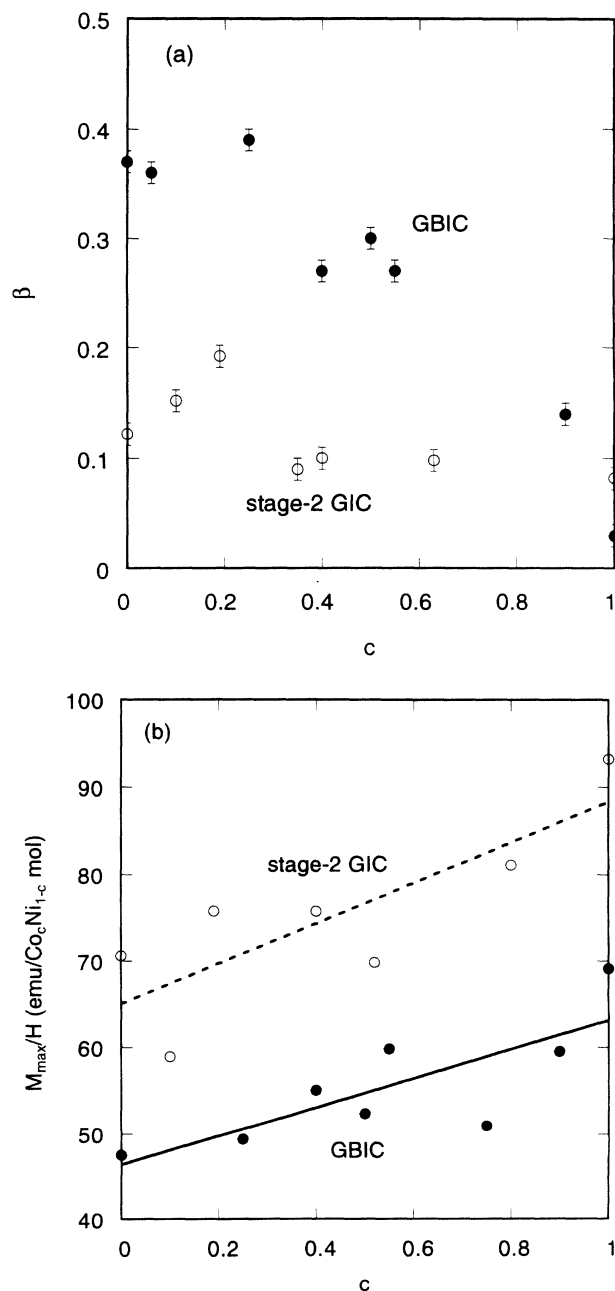 0.5
(a)
0.4
GBIC
0.3
β
0.2
0.1
stage-2 GIC
0
0 0.2 0.4 0.6 0.8 1
c
100
(b)
90
stage-2 GIC
80
M_max/H (emu/Co_cNi_1-c mol)
70
60
50
GBIC
40
0 0.2 0.4 0.6 0.8 1
c